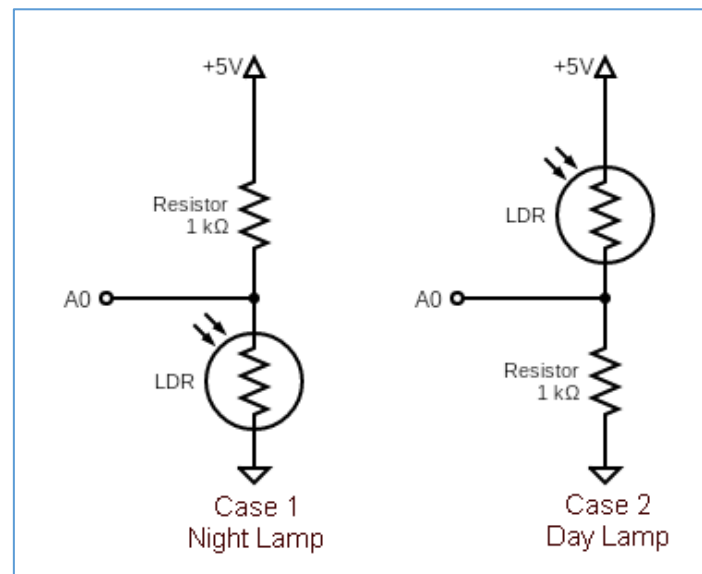 +5V
Resistor
1 kΩ
A0
LDR
Case 1
Night Lamp
+5V
LDR
A0
Resistor
1 kΩ
Case 2
Day Lamp